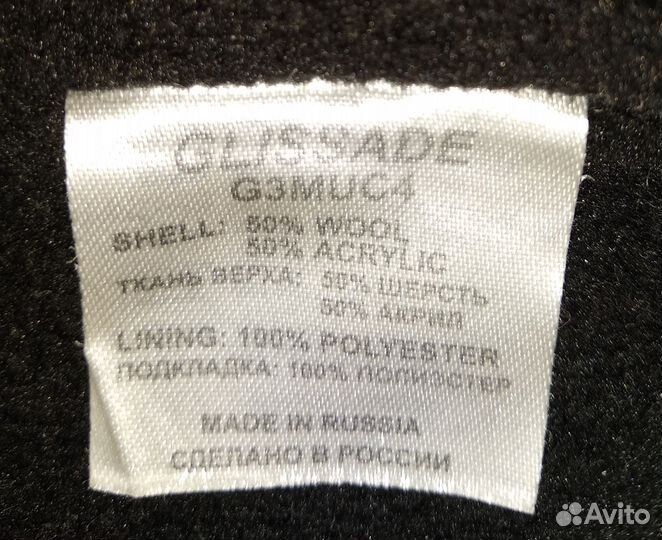 GLISSADE
G3MUC4
SHELL: 50% WOOL
50% ACRYLIC
ТКАНЬ ВЕРХА: 50% ШЕРСТЬ
50% АКРИЛ
LINING: 100% POLYESTER
ПОДКЛАДКА: 100% ПОЛИЭСТЕР
MADE IN RUSSIA
СДЕЛАНО В РОССИИ
Avito